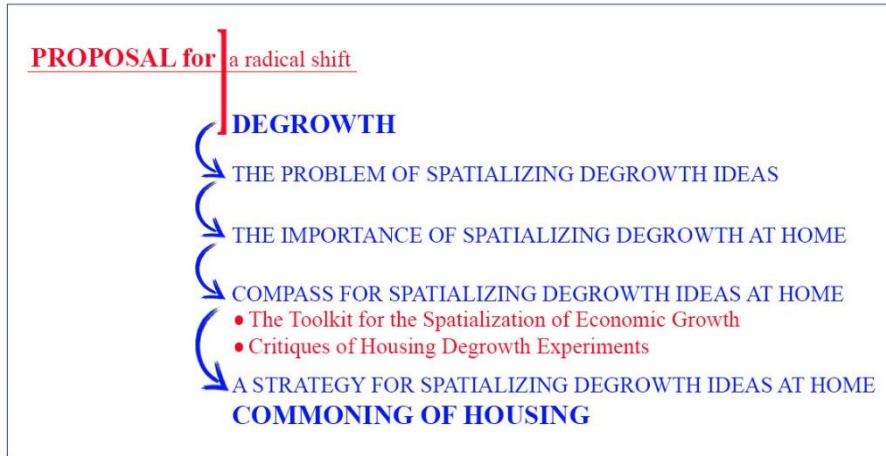 PROPOSAL for a radical shift
DEGROWTH
THE PROBLEM OF SPATIALIZING DEGROWTH IDEAS
THE IMPORTANCE OF SPATIALIZING DEGROWTH AT HOME
COMPASS FOR SPATIALIZING DEGROWTH IDEAS AT HOME
• The Toolkit for the Spatialization of Economic Growth
• Critiques of Housing Degrowth Experiments
A STRATEGY FOR SPATIALIZING DEGROWTH IDEAS AT HOME
COMMONING OF HOUSING